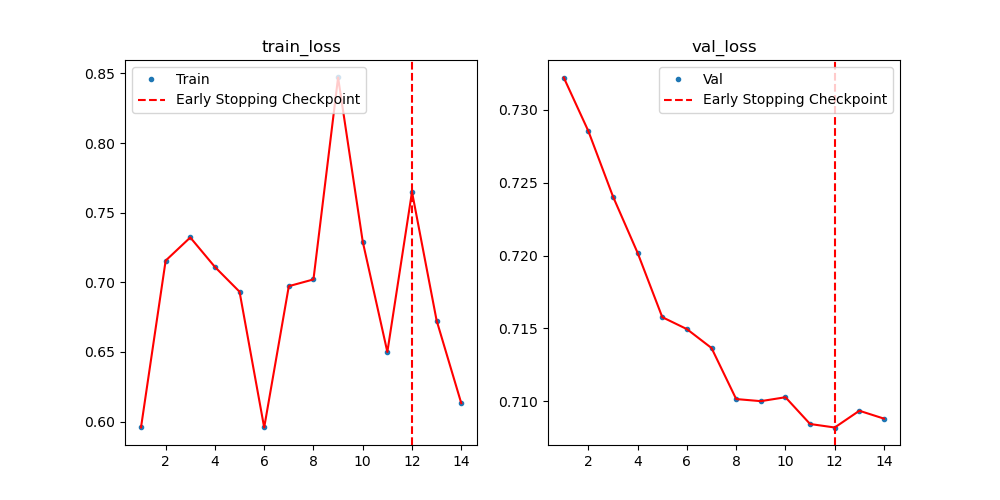 train_loss
Train
Early Stopping Checkpoint
0.85
0.80
0.75
0.70
0.65
0.60
2 4 6 8 10 12 14
val_loss
Val
Early Stopping Checkpoint
0.730
0.725
0.720
0.715
0.710
2 4 6 8 10 12 14